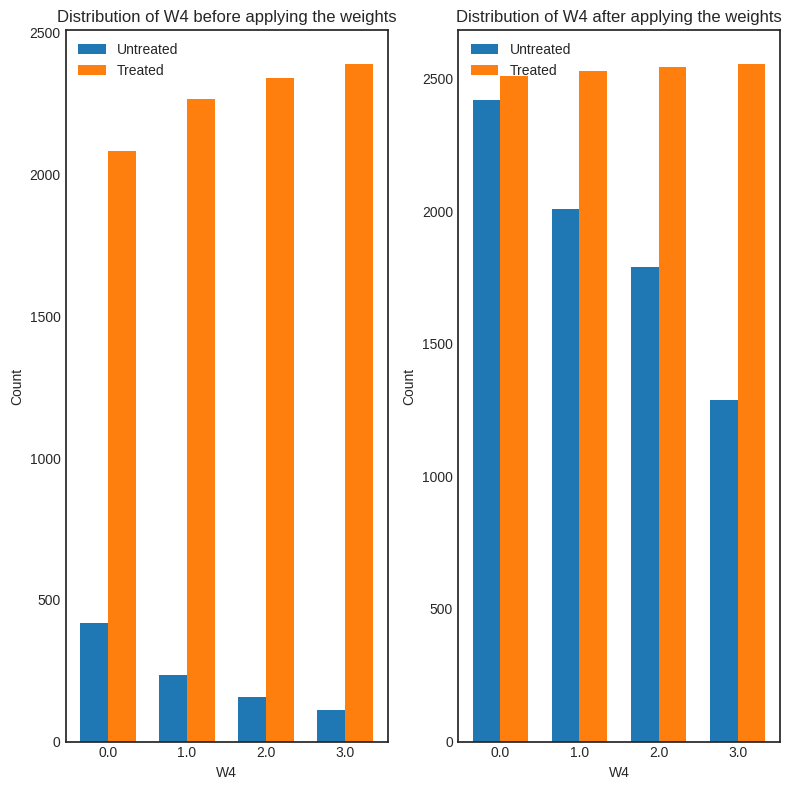 Distribution of W4 before applying the weights
Untreated
Treated
2500
2000
1500
1000
500
0
Count
0.0 1.0 2.0 3.0
W4
Distribution of W4 after applying the weights
Untreated
Treated
2500
2000
1500
1000
500
0
Count
0.0 1.0 2.0 3.0
W4